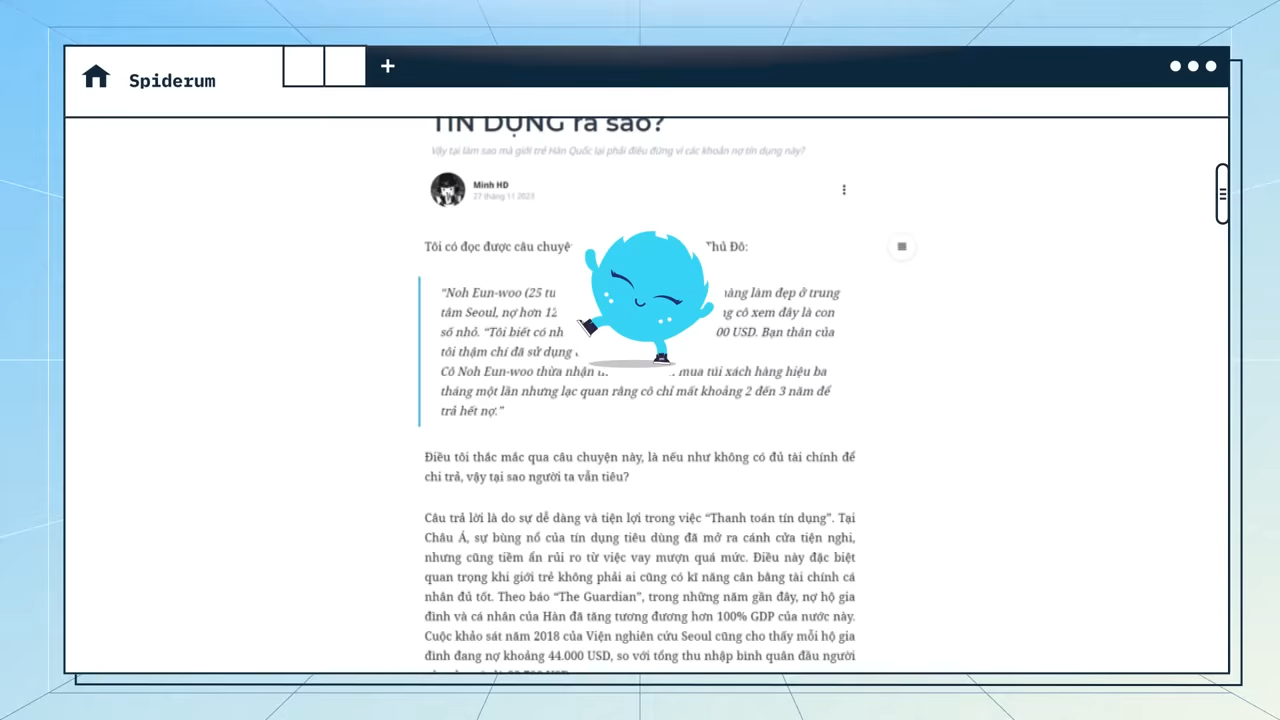 Spiderum
TÍN DỤNG ra sao?
Vậy tại làm sao mà giới trẻ Hàn Quốc lại phải điêu đứng vì các khoản nợ tín dụng này?
Minh HD
27 tháng 11 2023
Tôi có đọc được câu chuyệ Thủ Đô:
“Noh Eun-woo (25 tu àng làm đẹp ở trung
tâm Seoul, nợ hơn 12 g cô xem đây là con
số nhỏ. “Tôi biết có nh 00 USD. Bạn thân của
tôi thậm chí đã sử dụng
Cô Noh Eun-woo thừa nhận mua túi xách hàng hiệu ba
tháng một lần nhưng lạc quan rằng cô chỉ mất khoảng 2 đến 3 năm để
trả hết nợ.”
Điều tôi thắc mắc qua câu chuyện này, là nếu như không có đủ tài chính để
chi trả, vậy tại sao người ta vẫn tiêu?
Câu trả lời là do sự dễ dàng và tiện lợi trong việc “Thanh toán tín dụng”. Tại
Châu Á, sự bùng nổ của tín dụng tiêu dùng đã mở ra cánh cửa tiện nghi,
nhưng cũng tiềm ẩn rủi ro từ việc vay mượn quá mức. Điều này đặc biệt
quan trọng khi giới trẻ không phải ai cũng có kĩ năng cân bằng tài chính cá
nhân đủ tốt. Theo báo “The Guardian”, trong những năm gần đây, nợ hộ gia
đình và cá nhân của Hàn đã tăng tương đương hơn 100% GDP của nước này.
Cuộc khảo sát năm 2018 của Viện nghiên cứu Seoul cũng cho thấy mỗi hộ gia
đình đang nợ khoảng 44.000 USD, so với tổng thu nhập bình quân đầu người